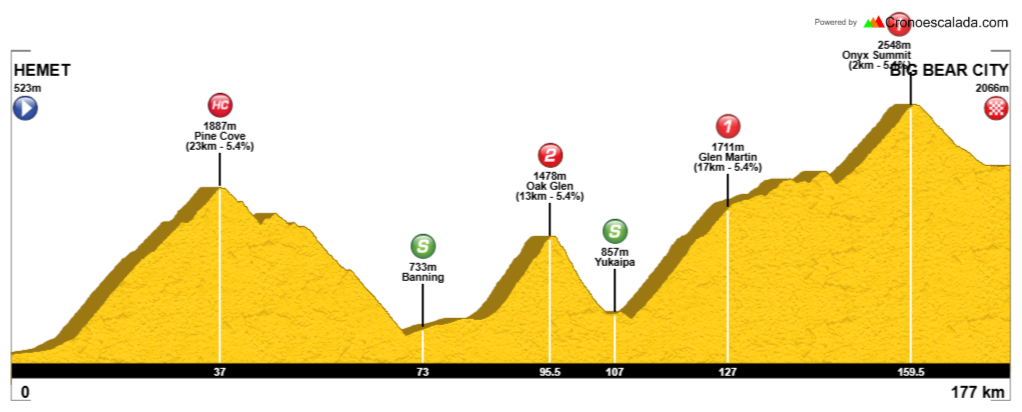 Powered by Cronoescalada.com
HEMET
523m
HC
1887m
Pine Cove
(23km - 5.4%)
S
733m
Banning
2
1478m
Oak Glen
(13km - 5.4%)
S
857m
Yukaipa
1
1711m
Glen Martin
(17km - 5.4%)
1
2548m
Onyx Summit
(2km - 5.4%)
BIG BEAR CITY
2066m
37
73
95.5
107
127
159.5
0
177 km